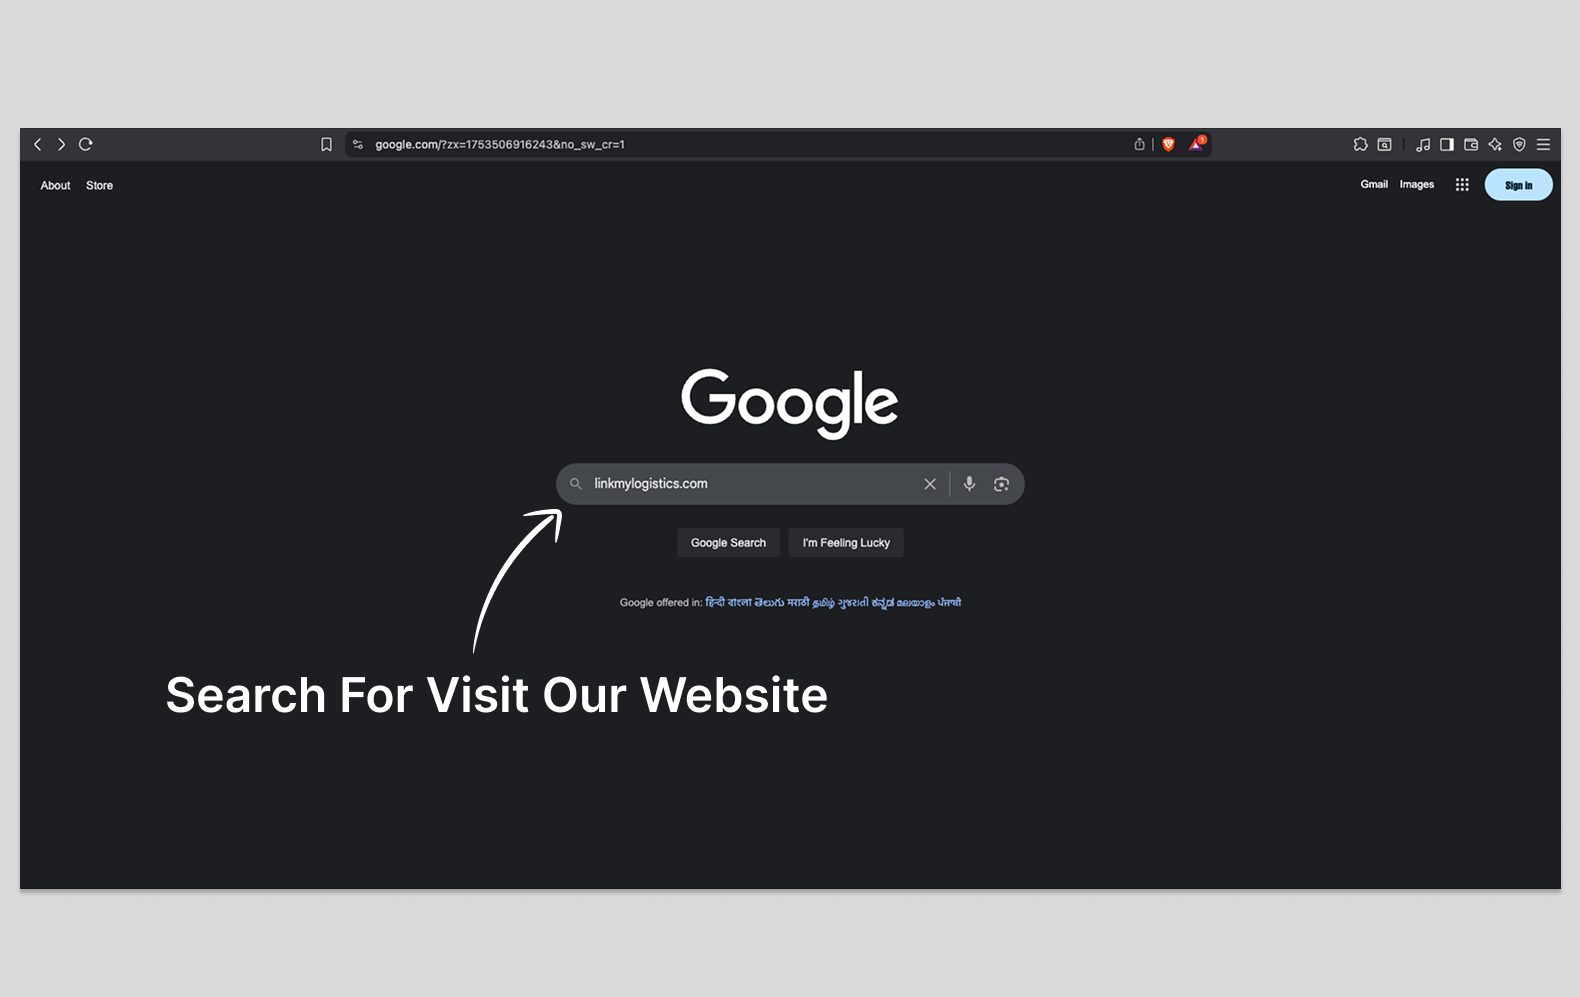 google.com/?zx=1753506916243&no_sw_cr=1
1
About Store
Gmail Images
Sign in
Google
linkmylogistics.com
Google Search I'm Feeling Lucky
Google offered in: हिन्दी বাংলা తెలుగు मराठी தமிழ் ગુજરાતી ಕನ್ನಡ മലയാളം ਪੰਜਾਬੀ
Search For Visit Our Website